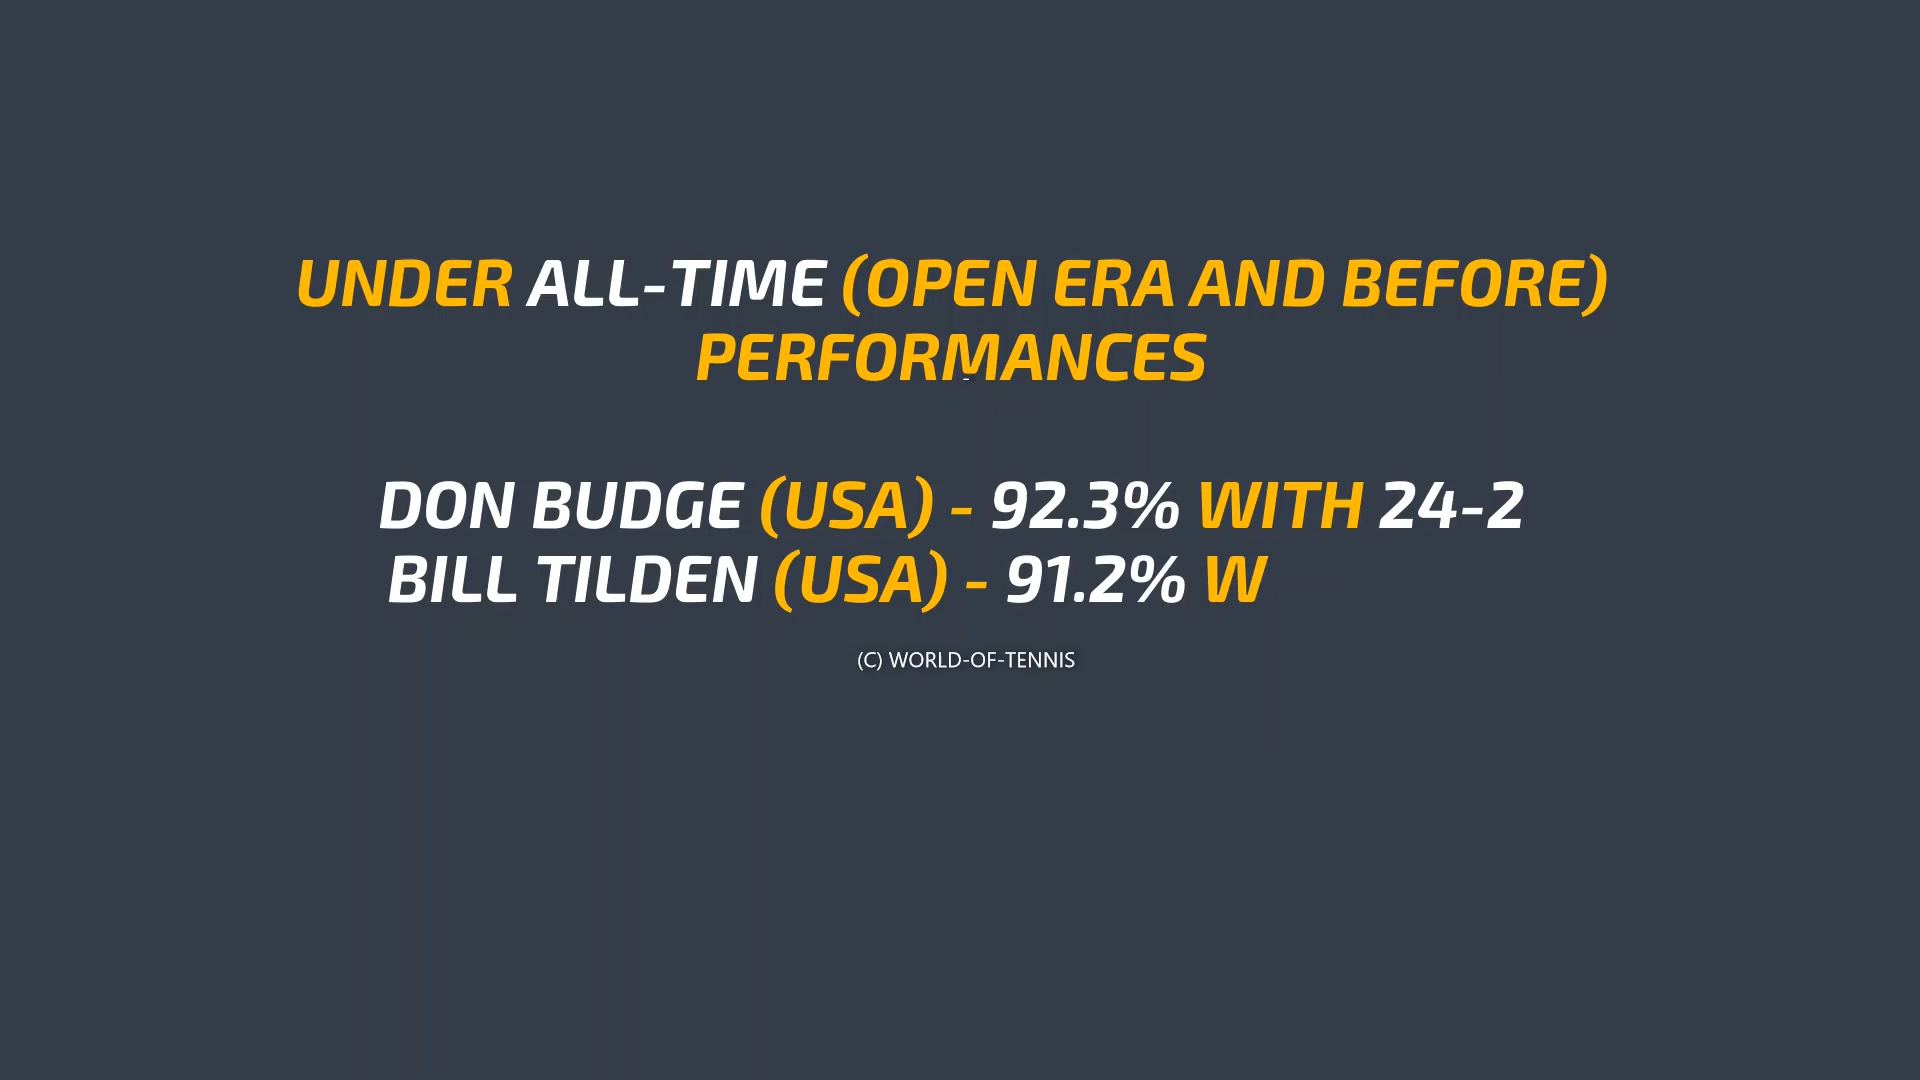 UNDER ALL-TIME (OPEN ERA AND BEFORE)
PERFORMANCES
DON BUDGE (USA) - 92.3% WITH 24-2
BILL TILDEN (USA) - 91.2% W
(C) WORLD-OF-TENNIS